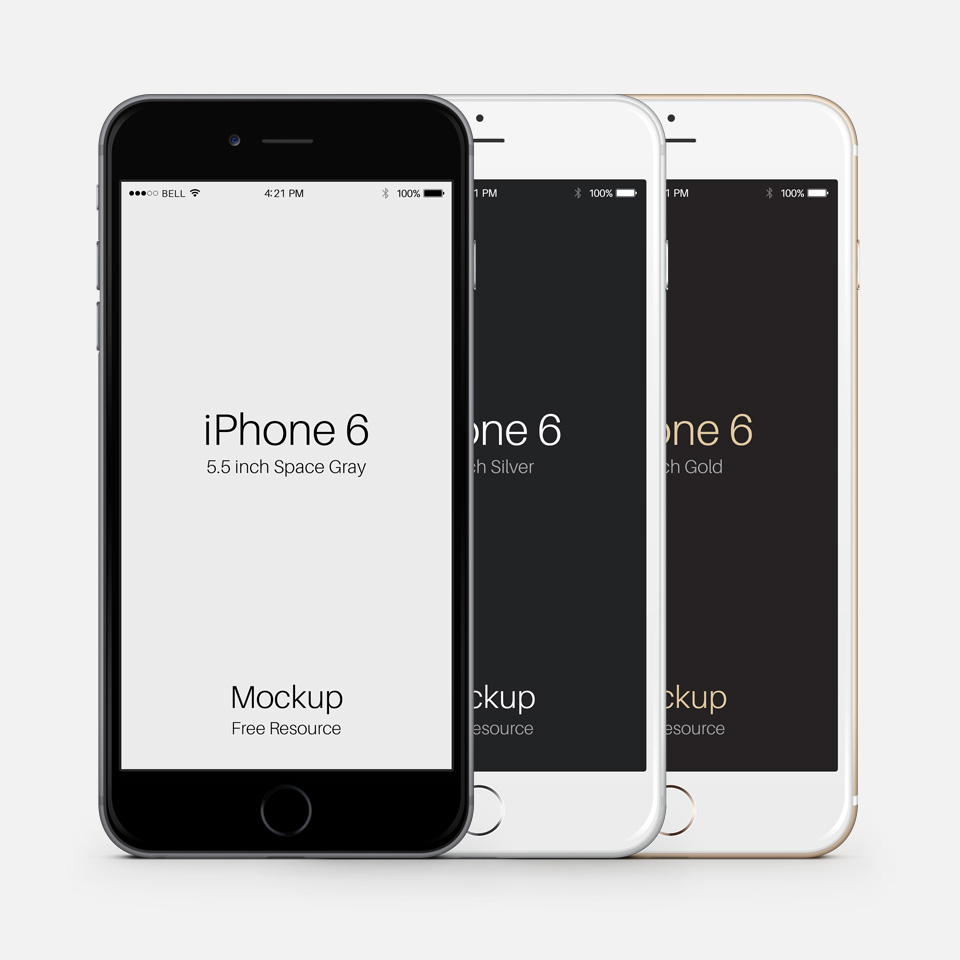 BELL 4:21 PM 100%
iPhone 6
5.5 inch Space Gray
Mockup
Free Resource
1 PM 100%
one 6
ch Silver
ckup
esource
1 PM 100%
one 6
ch Gold
ckup
esource